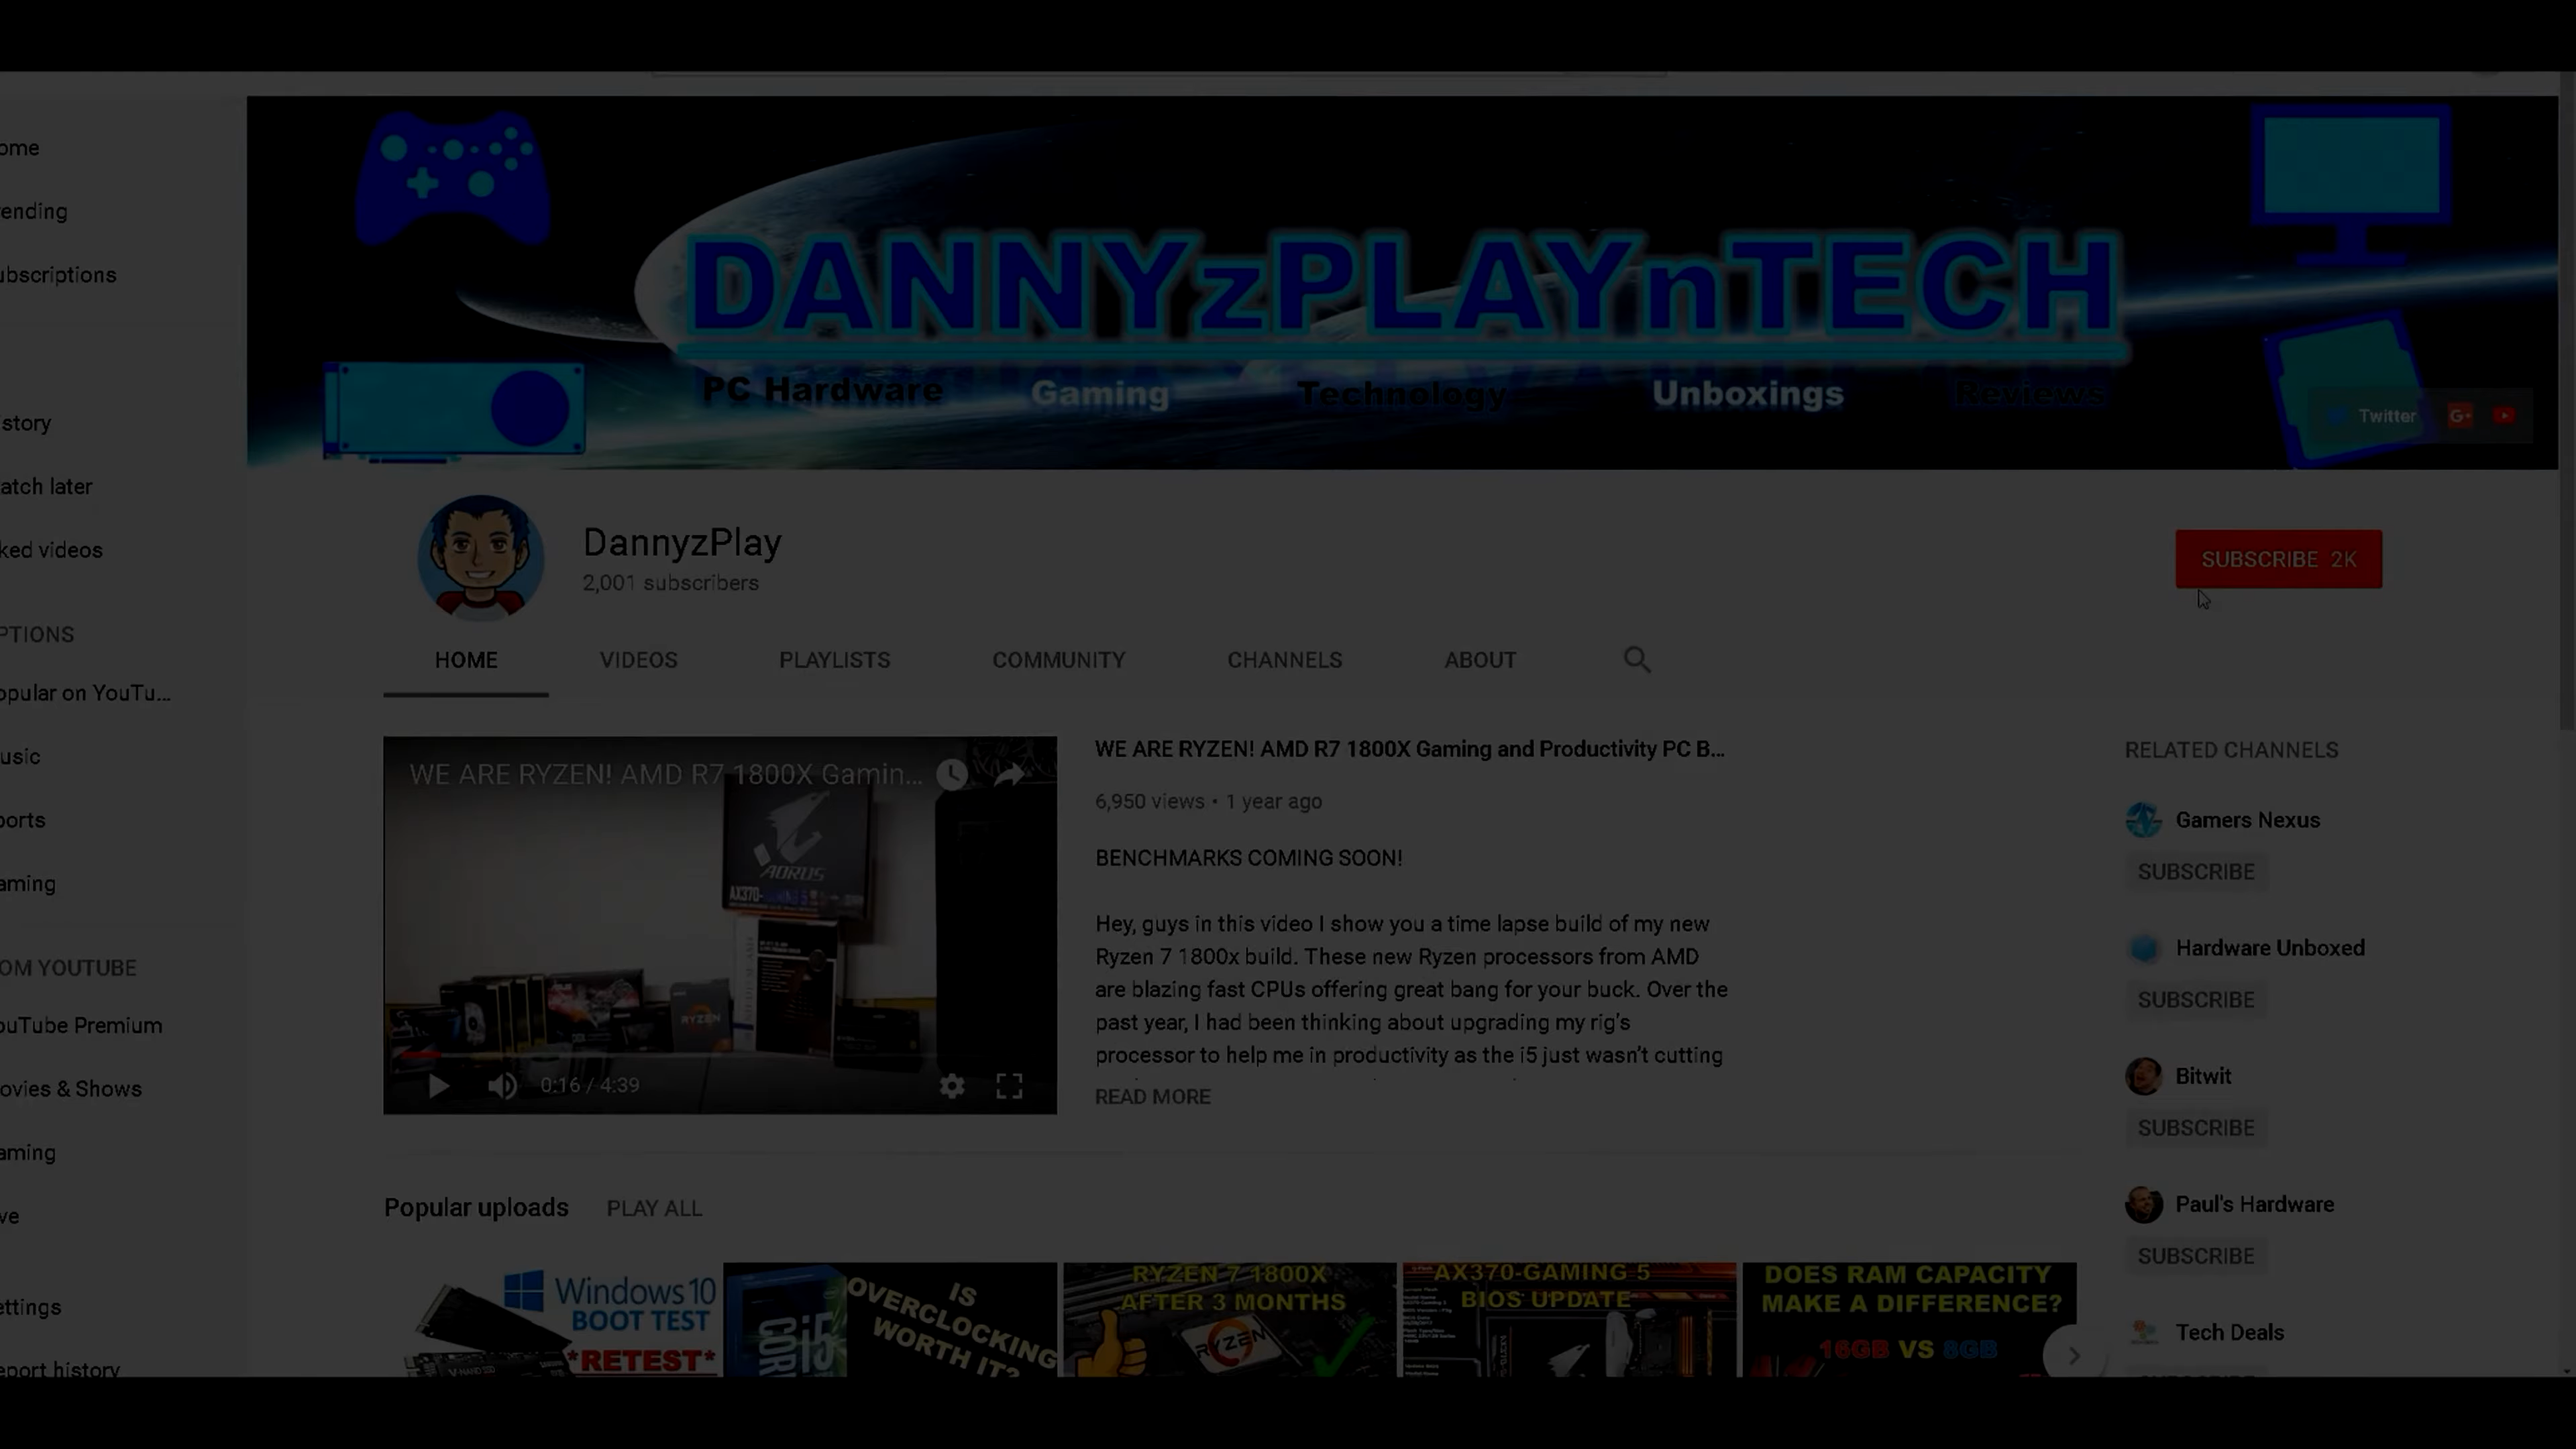 ome
rending
ubscriptions
story
atch later
ked videos
PTIONS
opular on YouTu...
usic
ports
aming
OM YOUTUBE
ouTube Premium
ovies & Shows
aming
ve
ettings
eport history
DANNYzPLAYnTECH
PC Hardware Gaming Technology Unboxings Reviews
Twitter G+
DannyzPlay
2,001 subscribers
SUBSCRIBE 2K
HOME VIDEOS PLAYLISTS COMMUNITY CHANNELS ABOUT
WE ARE RYZEN! AMD R7 1800X Gamin...
AORUS
AX370-
RYZEN
0:16 / 4:39
WE ARE RYZEN! AMD R7 1800X Gaming and Productivity PC B...
6,950 views • 1 year ago
BENCHMARKS COMING SOON!
Hey, guys in this video I show you a time lapse build of my new
Ryzen 7 1800x build. These new Ryzen processors from AMD
are blazing fast CPUs offering great bang for your buck. Over the
past year, I had been thinking about upgrading my rig's
processor to help me in productivity as the i5 just wasn't cutting
READ MORE
RELATED CHANNELS
Gamers Nexus
SUBSCRIBE
Hardware Unboxed
SUBSCRIBE
Bitwit
SUBSCRIBE
Paul's Hardware
SUBSCRIBE
Tech Deals
Popular uploads PLAY ALL
Windows 10
BOOT TEST
*RETEST*
CORE i5
IS
OVERCLOCKING
WORTH IT?
RYZEN 7 1800X
AFTER 3 MONTHS
RYZEN
AX370-GAMING 5
BIOS UPDATE
DOES RAM CAPACITY
MAKE A DIFFERENCE?
16GB VS 8GB